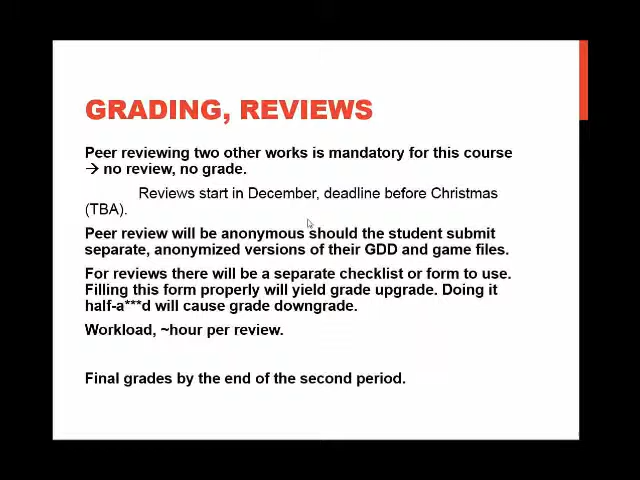 GRADING, REVIEWS
Peer reviewing two other works is mandatory for this course
→ no review, no grade.
Reviews start in December, deadline before Christmas
(TBA).
Peer review will be anonymous should the student submit
separate, anonymized versions of their GDD and game files.
For reviews there will be a separate checklist or form to use.
Filling this form properly will yield grade upgrade. Doing it
half-a***d will cause grade downgrade.
Workload, ~hour per review.
Final grades by the end of the second period.